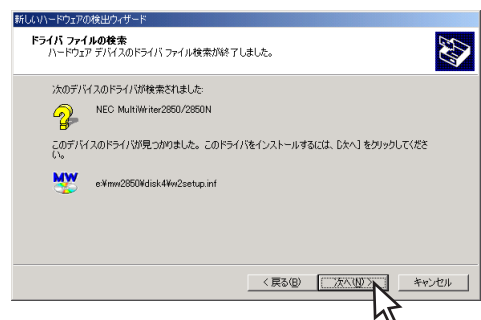 新しいハードウェアの検出ウィザード
ドライバ ファイルの検索
ハードウェア デバイスのドライバ ファイル検索が終了しました。
次のデバイスのドライバが検索されました:
NEC MultiWriter2850/2850N
このデバイスのドライバが見つかりました。このドライバをインストールするには、[次へ] をクリックしてくださ
い。
MW
e:¥mw2850¥disk4¥w2setup.inf
< 戻る(B)
次へ(N) >
キャンセル